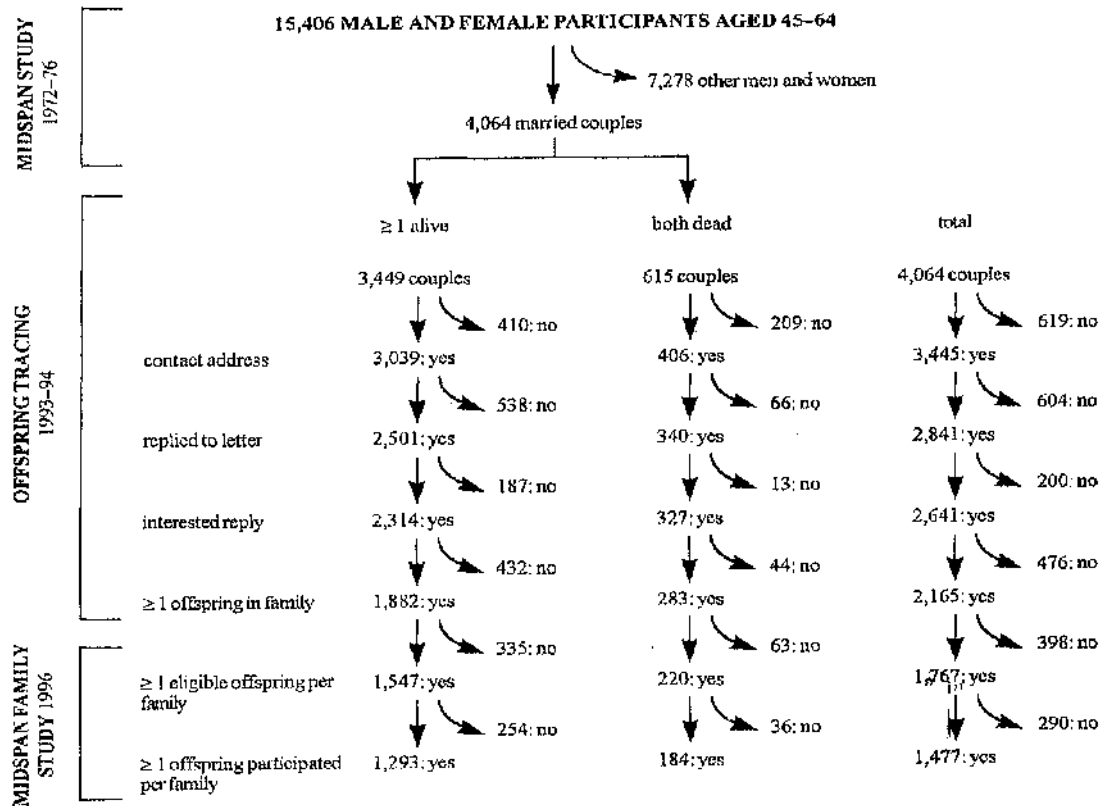 15,406 MALE AND FEMALE PARTICIPANTS AGED 45–64
MIDSPAN STUDY
1972–76
7,278 other men and women
4,064 married couples
≥ 1 alive both dead total
3,449 couples 615 couples 4,064 couples
410: no 209: no 619: no
contact address 3,039: yes 406: yes 3,445: yes
538: no 66: no 604: no
OFFSPRING TRACING
1993–94
replied to letter 2,501: yes 340: yes 2,841: yes
187: no 13: no 200: no
interested reply 2,314: yes 327: yes 2,641: yes
432: no 44: no 476: no
≥ 1 offspring in family 1,882: yes 283: yes 2,165: yes
335: no 63: no 398: no
MIDSPAN FAMILY
STUDY 1996
≥ 1 eligible offspring per
family 1,547: yes 220: yes 1,767: yes
254: no 36: no 290: no
≥ 1 offspring participated
per family 1,293: yes 184: yes 1,477: yes